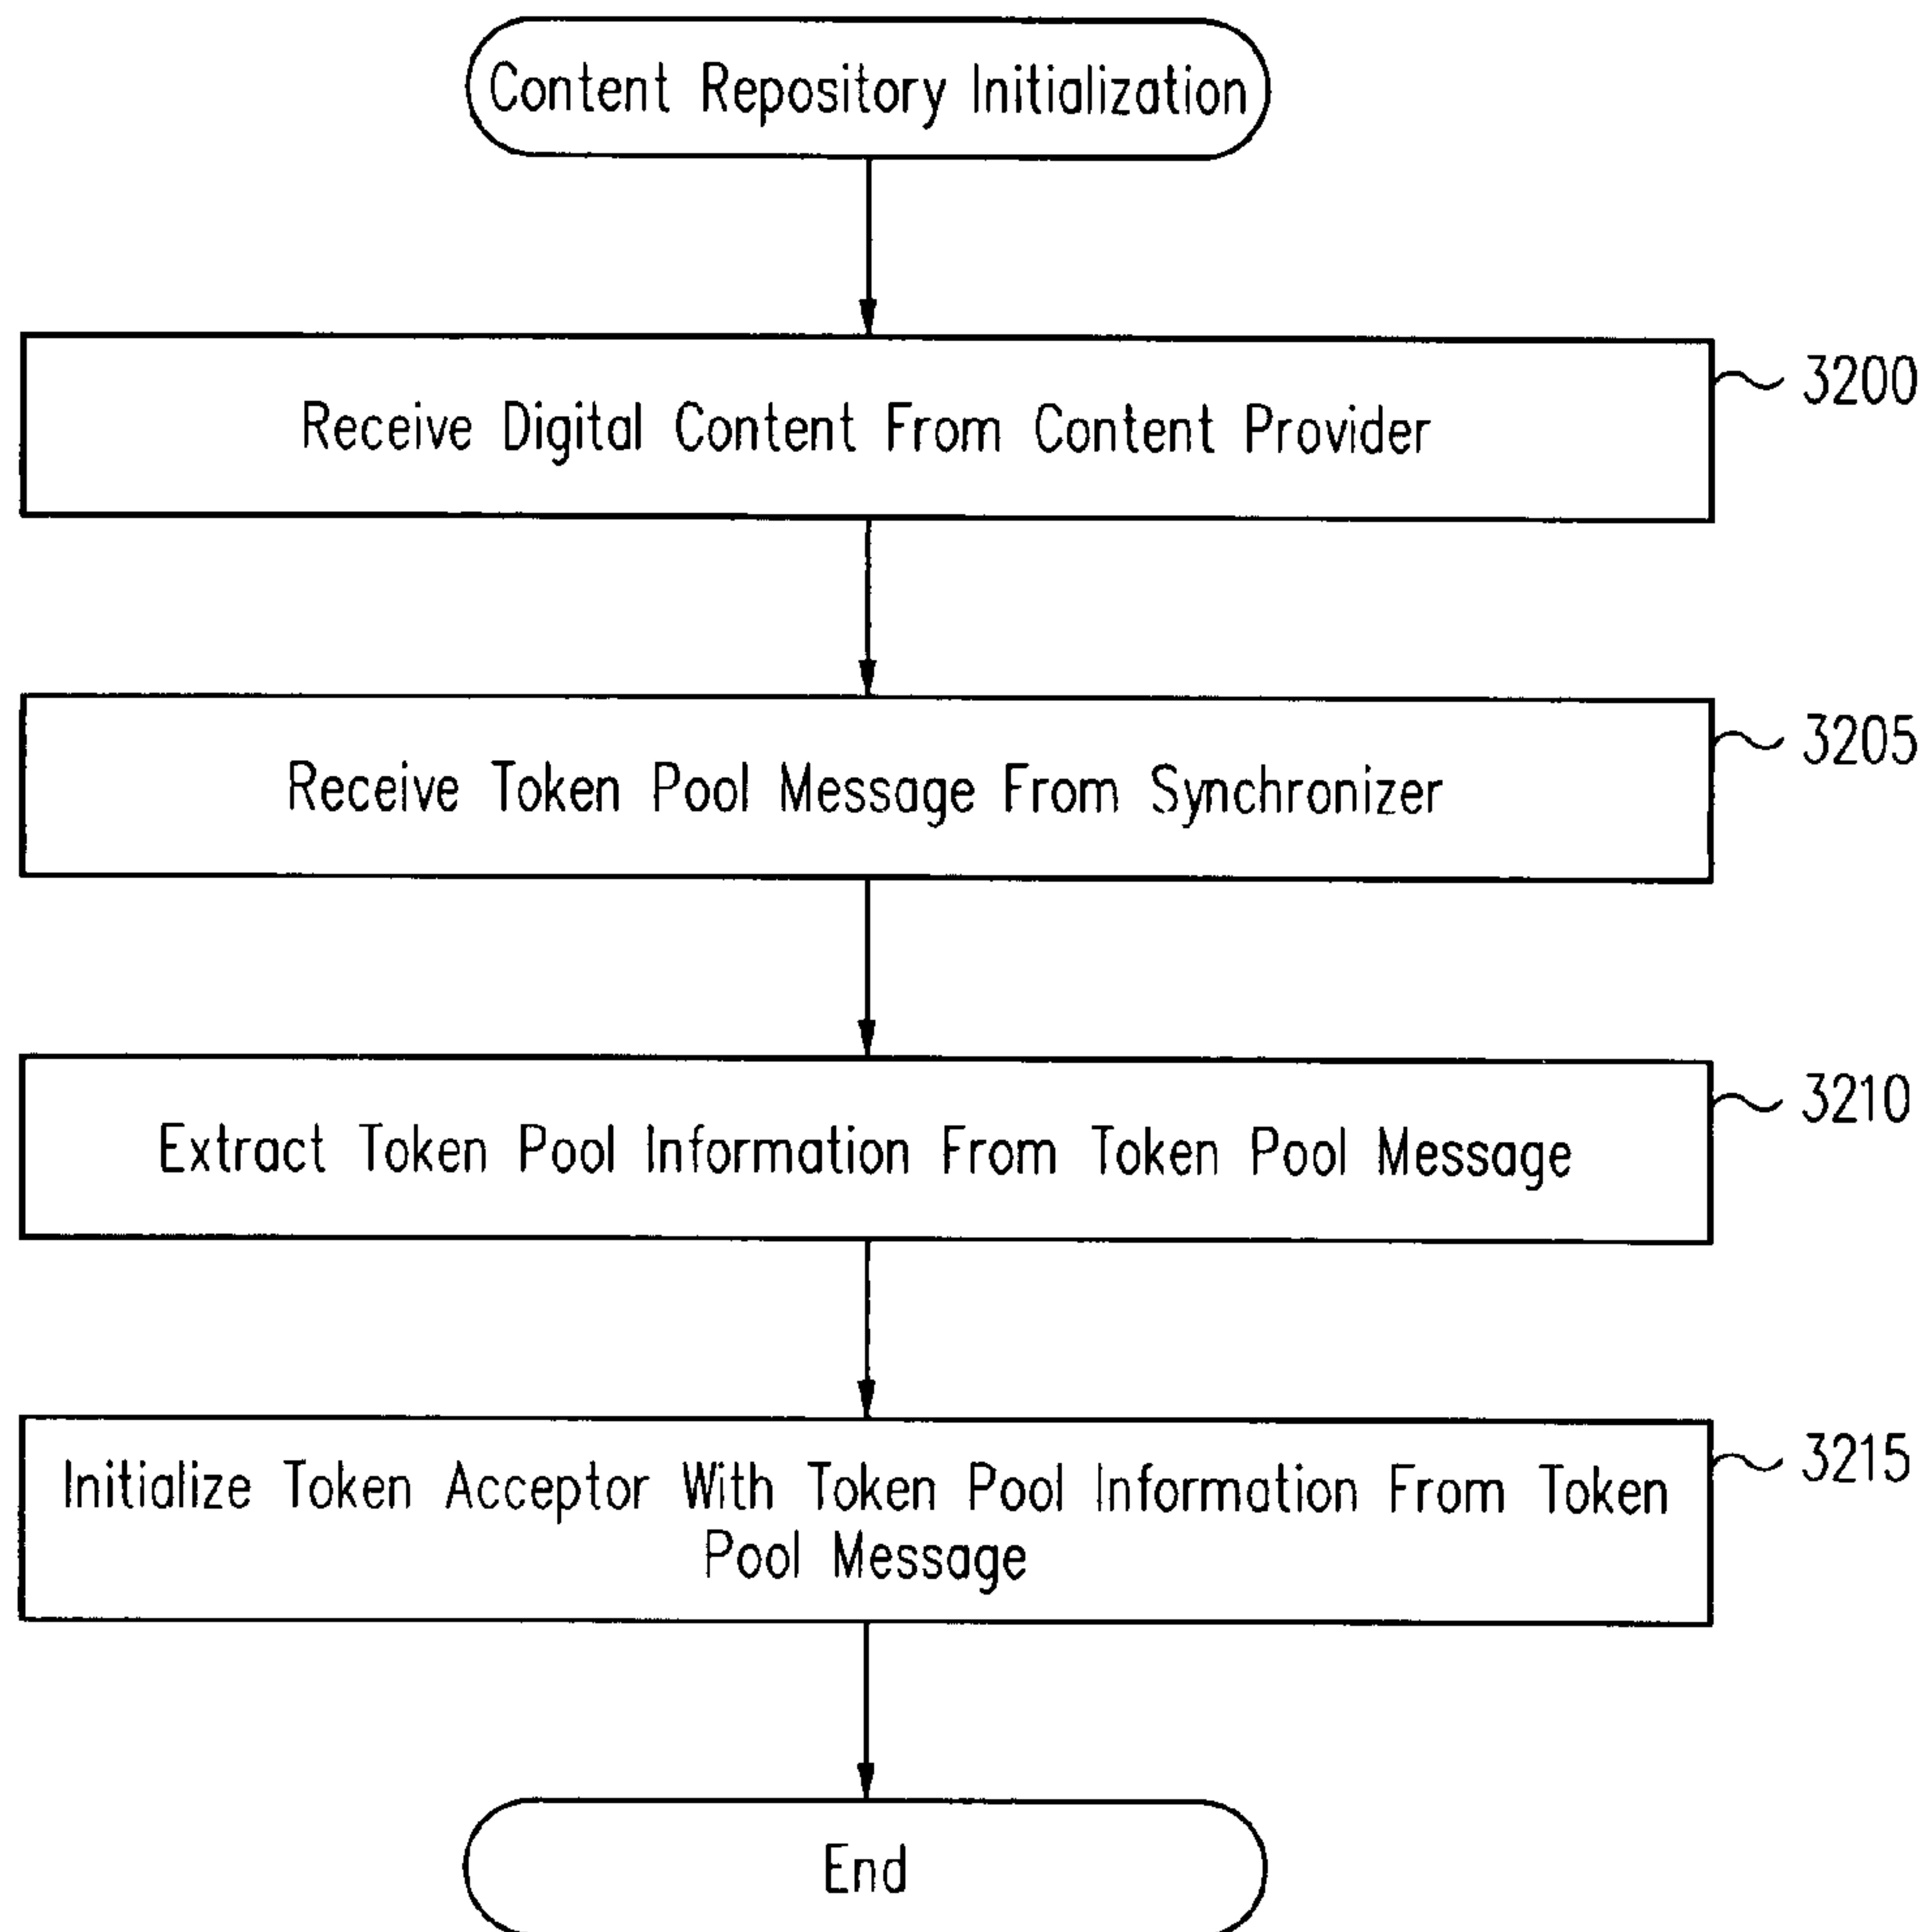 Content Repository Initialization
Receive Digital Content From Content Provider
3200
Receive Token Pool Message From Synchronizer
3205
Extract Token Pool Information From Token Pool Message
3210
Initialize Token Acceptor With Token Pool Information From Token
Pool Message
3215
End